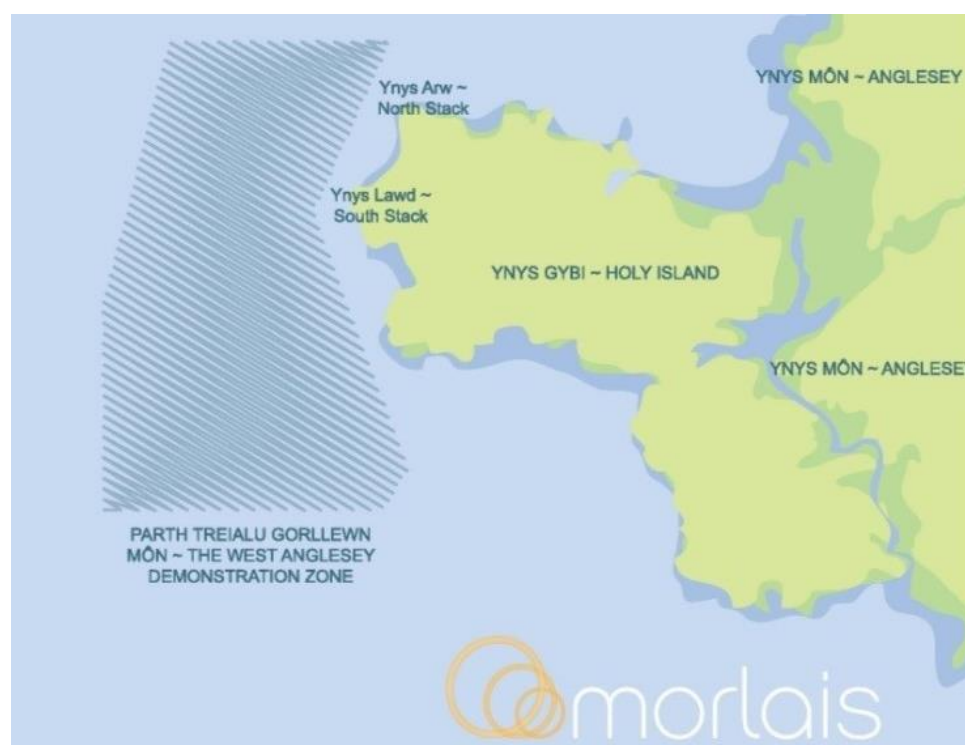 YNYS MÔN ~ ANGLESEY
Ynys Arw ~
North Stack
Ynys Lawd ~
South Stack
YNYS GYBI ~ HOLY ISLAND
YNYS MÔN ~ ANGLESE
PARTH TREIALU GORLLEWN
MÔN ~ THE WEST ANGLESEY
DEMONSTRATION ZONE
morlais